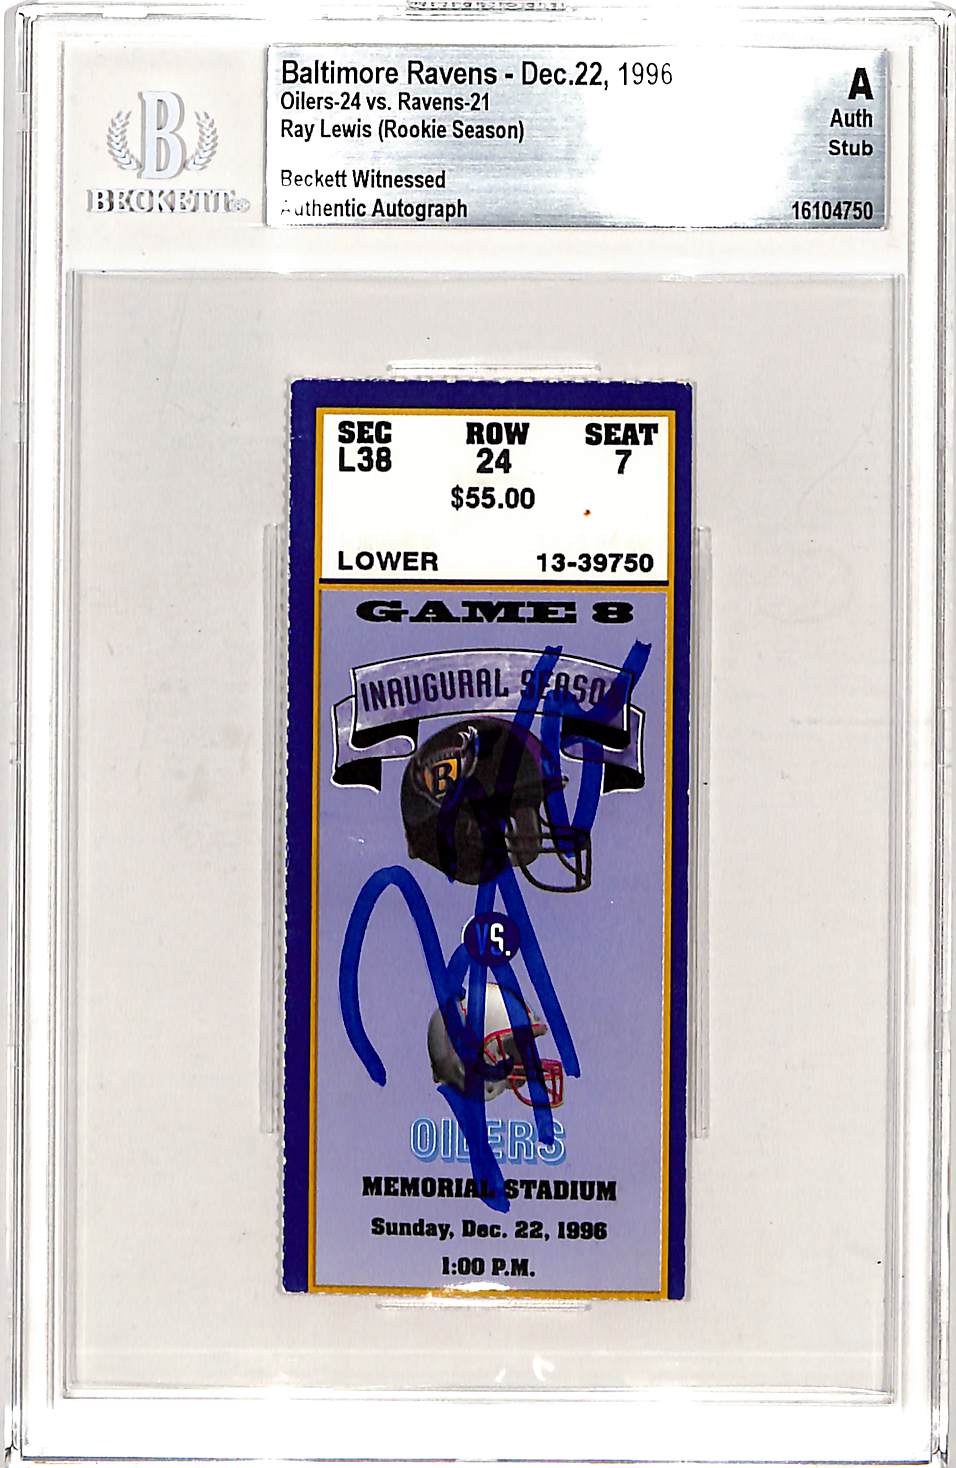 Baltimore Ravens - Dec.22, 1996
Oilers-24 vs. Ravens-21
Ray Lewis (Rookie Season)
Beckett Witnessed
Authentic Autograph
A
Auth
Stub
16104750
B
BECKETT®
SEC ROW SEAT
L38 24 7
$55.00
LOWER 13-39750
GAME 8
INAUGURAL SEASON
B
VS.
OILERS
MEMORIAL STADIUM
Sunday, Dec. 22, 1996
1:00 P.M.